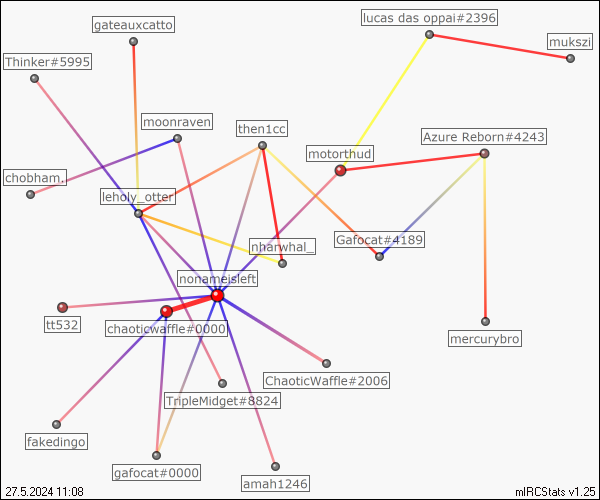 lucas das oppai#2396
gateauxcatto
mukszi
Thinker#5995
moonraven
then1cc
Azure Reborn#4243
motorthud
chobham,
leholy_otter
Gafocat#4189
nharwhal_
nonameisleft
tt532
chaoticwaffle#0000
mercurybro
ChaoticWaffle#2006
TripleMidget#8824
fakedingo
gafocat#0000
amah1246
27.5.2024 11:08
mIRCStats v1.25